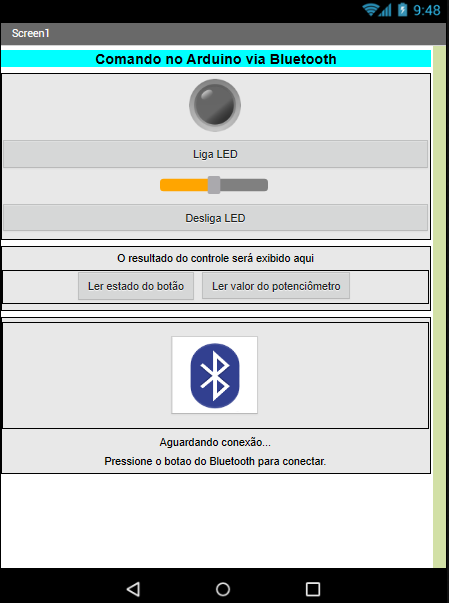 9:48
Screen1
Comando no Arduino via Bluetooth
Liga LED
Desliga LED
O resultado do controle será exibido aqui
Ler estado do botão Ler valor do potenciômetro
Aguardando conexão...
Pressione o botao do Bluetooth para conectar.